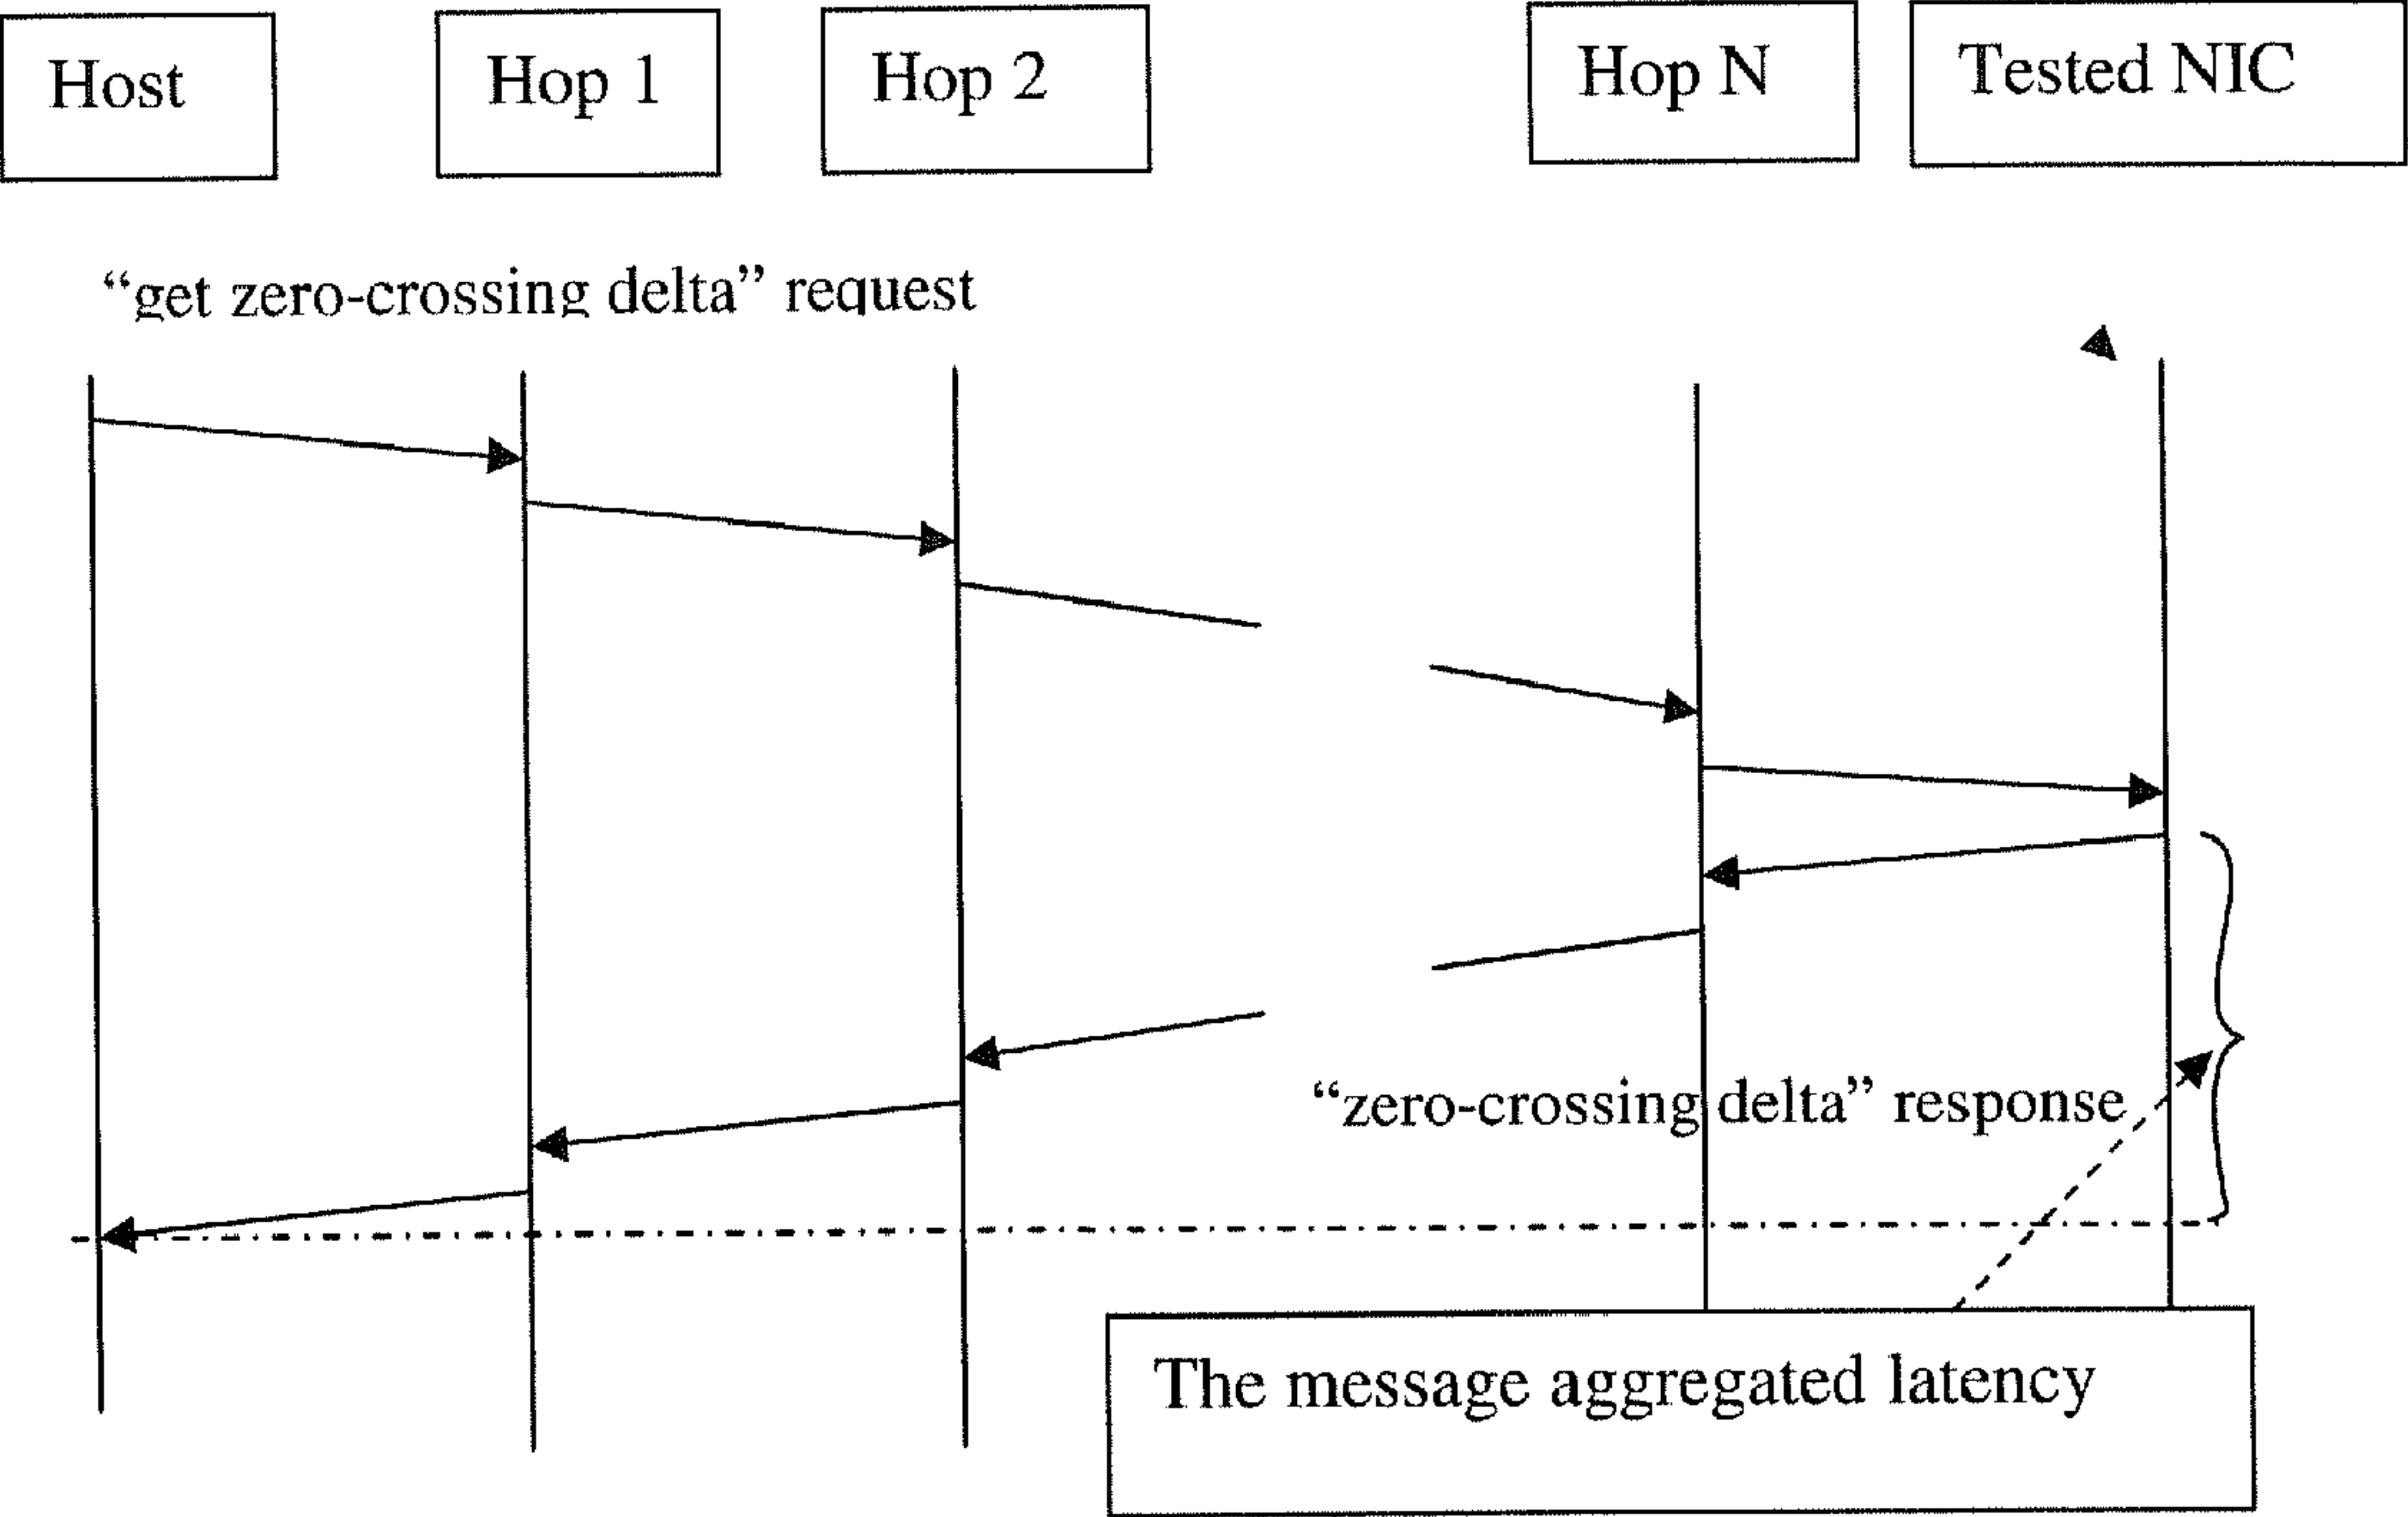 Host
Hop 1
Hop 2
Hop N
Tested NIC
“get zero-crossing delta” request
“zero-crossing delta” response
The message aggregated latency